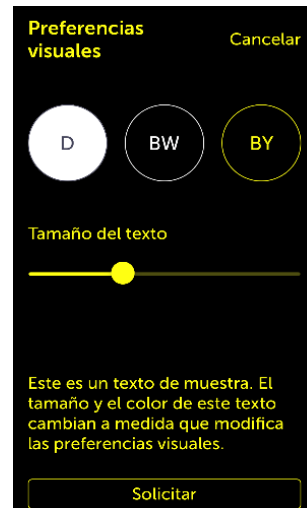 Preferencias
visuales
Cancelar
D BW BY
Tamaño del texto
Este es un texto de muestra. El
tamaño y el color de este texto
cambian a medida que modifica
las preferencias visuales.
Solicitar